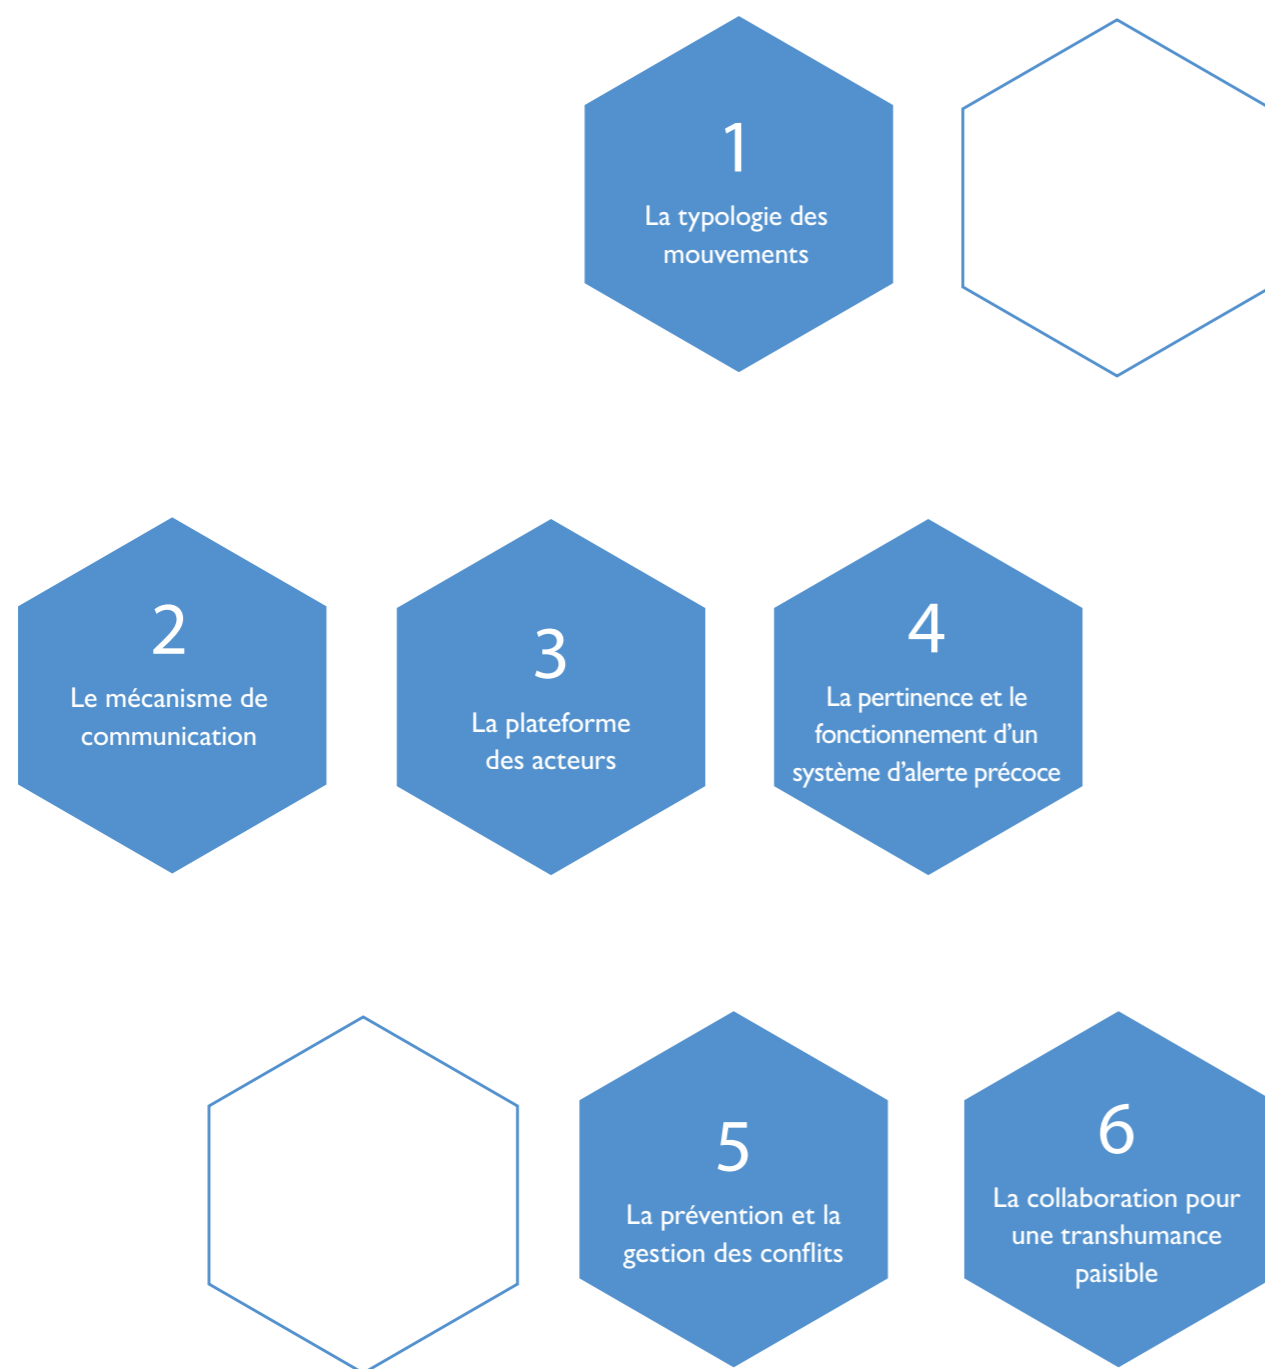 1
La typologie des
mouvements
2
Le mécanisme de
communication
3
La plateforme
des acteurs
4
La pertinence et le
fonctionnement d’un
système d’alerte précoce
5
La prévention et la
gestion des conflits
6
La collaboration pour
une transhumance
paisible